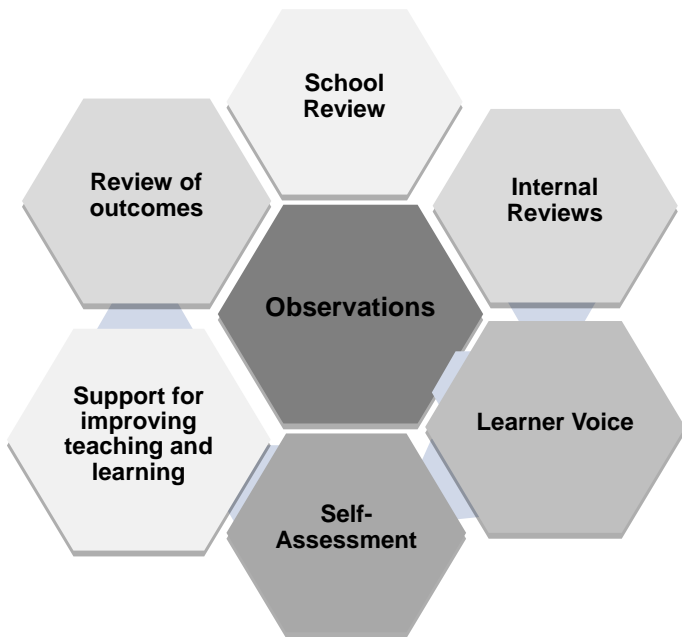 School
Review
Review of
outcomes
Internal
Reviews
Observations
Support for
improving
teaching and
learning
Learner Voice
Self-
Assessment